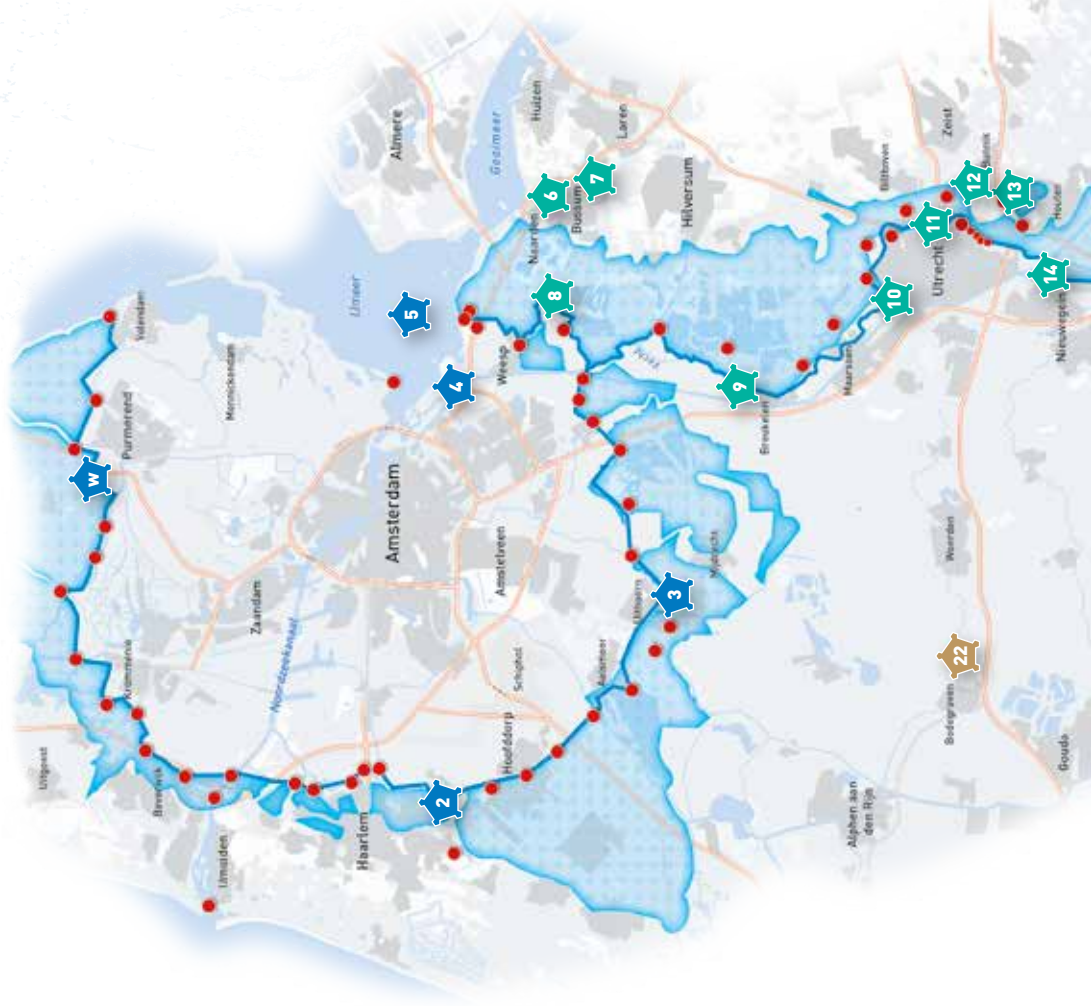 Uitgeest
Beverwijk
IJmuiden
Krommenie
Purmerend
Volendam
Monnickendam
W
Zaandam
Noordzeekanaal
Haarlem
2
Hoofddorp
Schiphol
Aalsmeer
Amsterdam
Amstelveen
Uithoorn
3
Mijdrecht
IJmeer
5
4
Almere
Gooimeer
Huizen
Weesp
Naarden
6
Bussum
7
Laren
8
Hilversum
Vecht
9
Breukelen
Maarssen
10
Utrecht
11
Bilthoven
Zeist
12
Bunnik
13
Houten
14
Nieuwegein
Woerden
22
Bodegraven
Gouda
Alphen aan
den Rijn